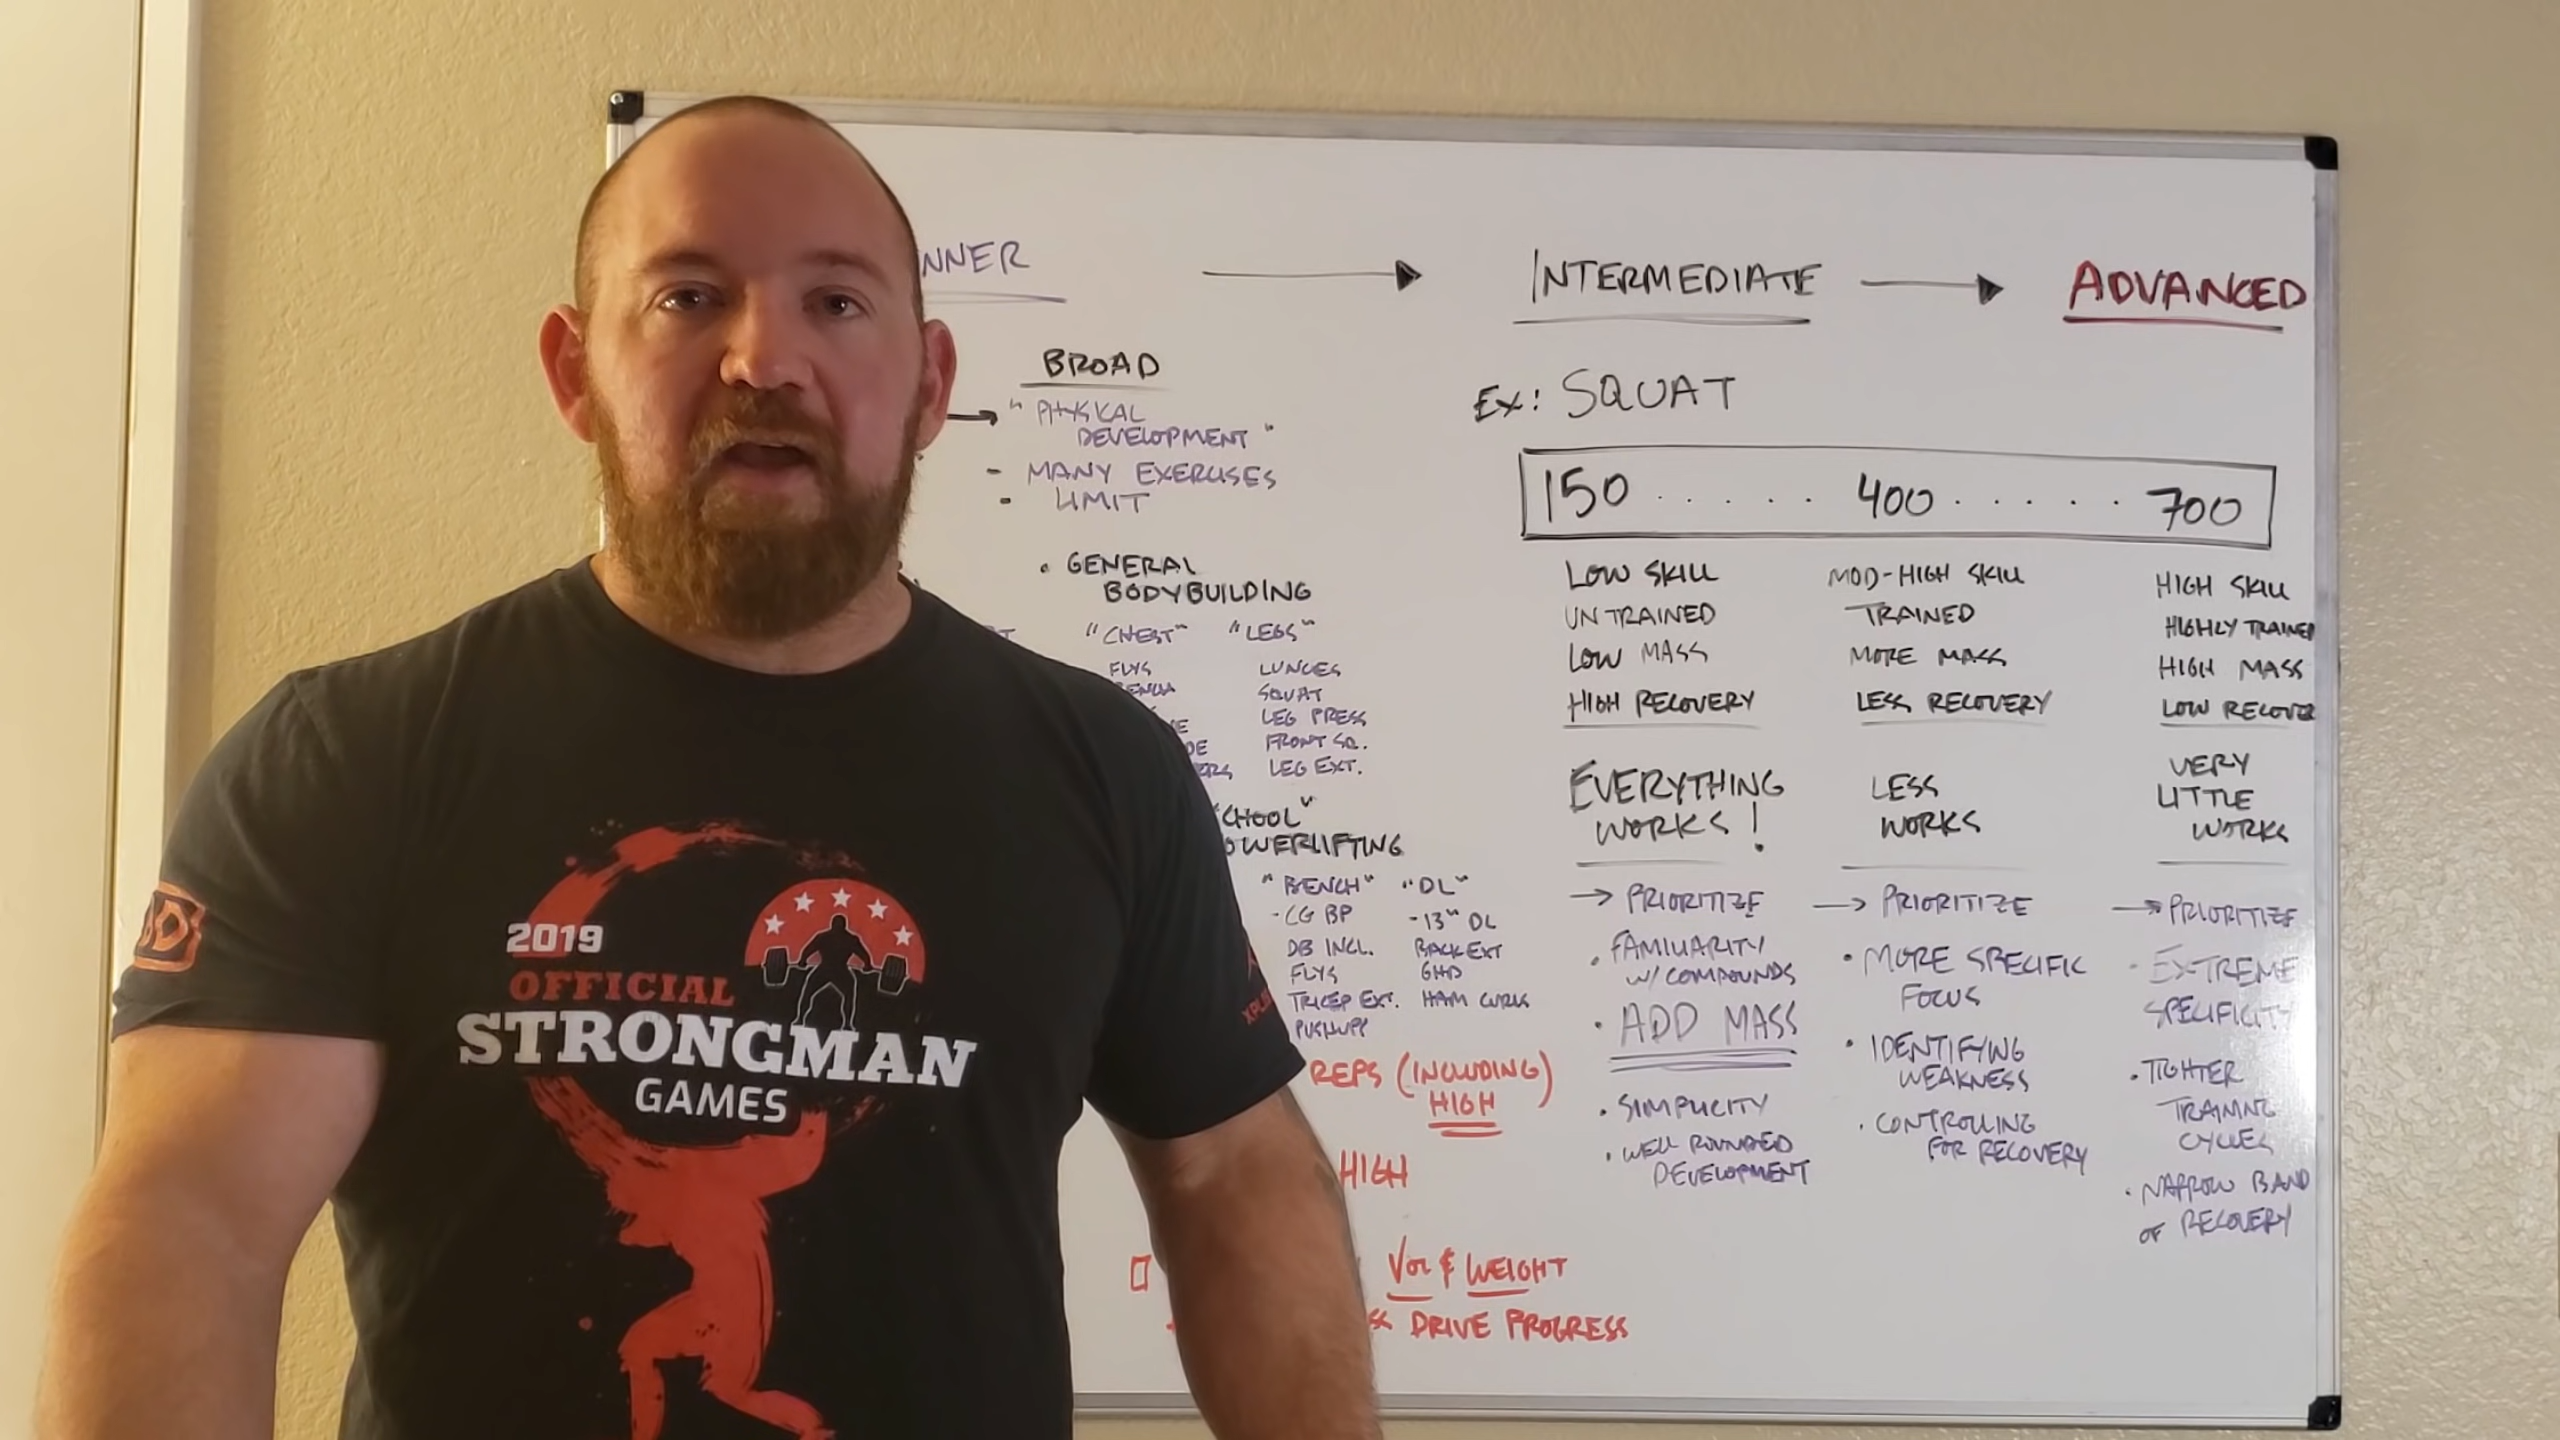 NNER
INTERMEDIATE
ADVANCED
BROAD
" PHYSICAL
DEVELOPMENT "
- MANY EXERCISES
- LIMIT
• GENERAL
BODYBUILDING
"CHEST" "LEGS"
FLYS LUNGES
SQUAT
LEG PRESS
FRONT SQ.
LEG EXT.
CHOOL"
OWERLIFTING
"BENCH" "DL"
- CG BP - 13" DL
DB INCL. BACK EXT
FLYS GHD
TRICEP EXT. HAM CURLS
PUSHUPS
REPS (INCLUDING)
HIGH
HIGH
VOL & WEIGHT
DRIVE PROGRESS
EX: SQUAT
150 . . . . . 400 . . . . . . 700
LOW SKILL
UNTRAINED
LOW MASS
HIGH RECOVERY
EVERYTHING
WORKS!
→ PRIORITIZE
• FAMILIARITY
W/ COMPOUNDS
• ADD MASS
• SIMPLICITY
• WELL ROUNDED
DEVELOPMENT
MOD-HIGH SKILL
TRAINED
MORE MASS
LESS RECOVERY
LESS
WORKS
→ PRIORITIZE
• MORE SPECIFIC
FOCUS
• IDENTIFYING
WEAKNESS
• CONTROLLING
FOR RECOVERY
HIGH SKILL
HIGHLY TRAINED
HIGH MASS
LOW RECOVER
VERY
LITTLE
WORKS
→ PRIORITIZE
- EXTREME
SPECIFICITY
• TIGHTER
TRAINING
CYCLES
• NARROW BAND
OF RECOVERY
2019
OFFICIAL
STRONGMAN
GAMES